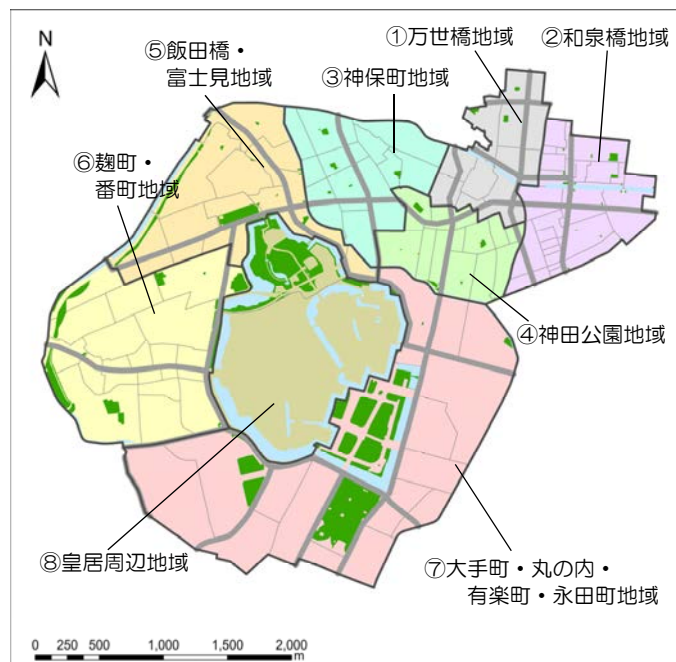 N
①万世橋地域
②和泉橋地域
⑤飯田橋・
富士見地域
③神保町地域
⑥麹町・
番町地域
④神田公園地域
⑧皇居周辺地域
⑦大手町・丸の内・
有楽町・永田町地域
0 250 500 1,000 1,500 2,000
m